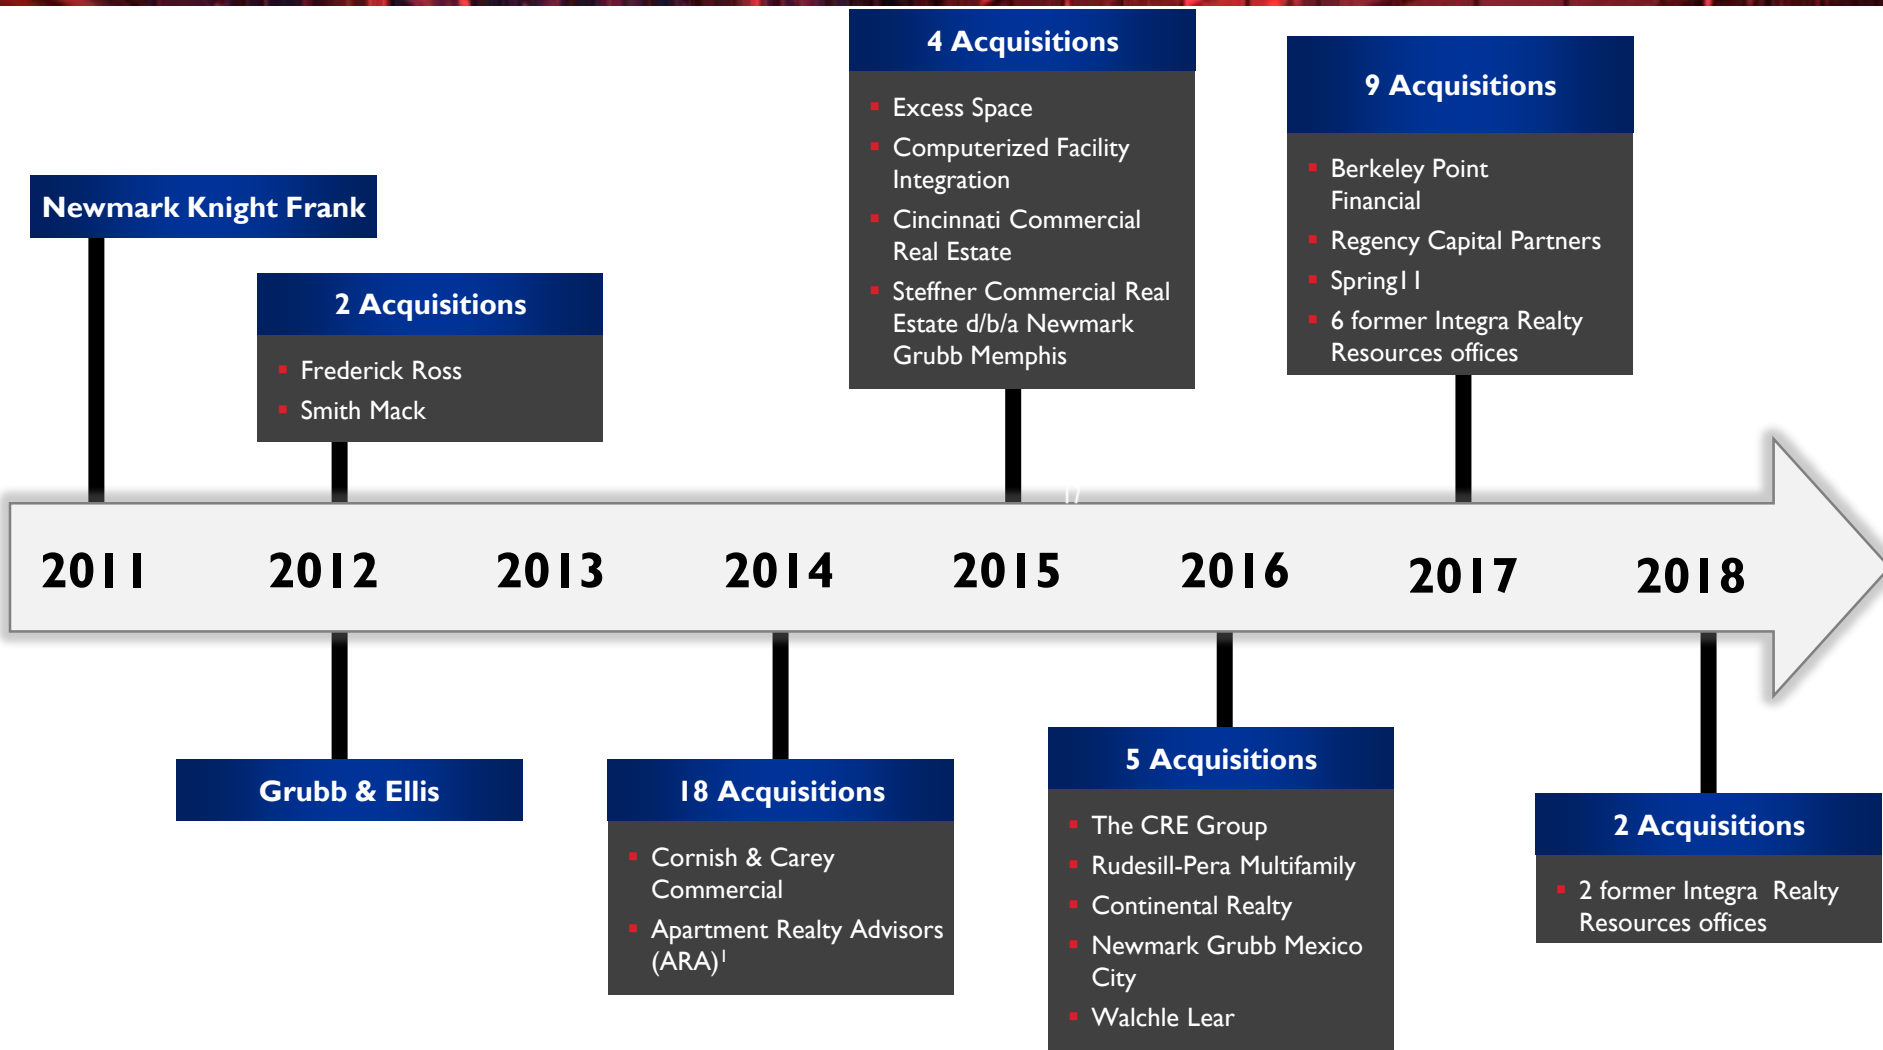 4 Acquisitions
▪ Excess Space
▪ Computerized Facility
Integration
▪ Cincinnati Commercial
Real Estate
▪ Steffner Commercial Real
Estate d/b/a Newmark
Grubb Memphis
9 Acquisitions
▪ Berkeley Point
Financial
▪ Regency Capital Partners
▪ Spring11
▪ 6 former Integra Realty
Resources offices
Newmark Knight Frank
2 Acquisitions
▪ Frederick Ross
▪ Smith Mack
17
2011
2012
2013
2014
2015
2016
2017
2018
Grubb & Ellis
18 Acquisitions
▪ Cornish & Carey
Commercial
▪ Apartment Realty Advisors
(ARA)¹
5 Acquisitions
▪ The CRE Group
▪ Rudesill-Pera Multifamily
▪ Continental Realty
▪ Newmark Grubb Mexico
City
▪ Walchle Lear
2 Acquisitions
▪ 2 former Integra Realty
Resources offices